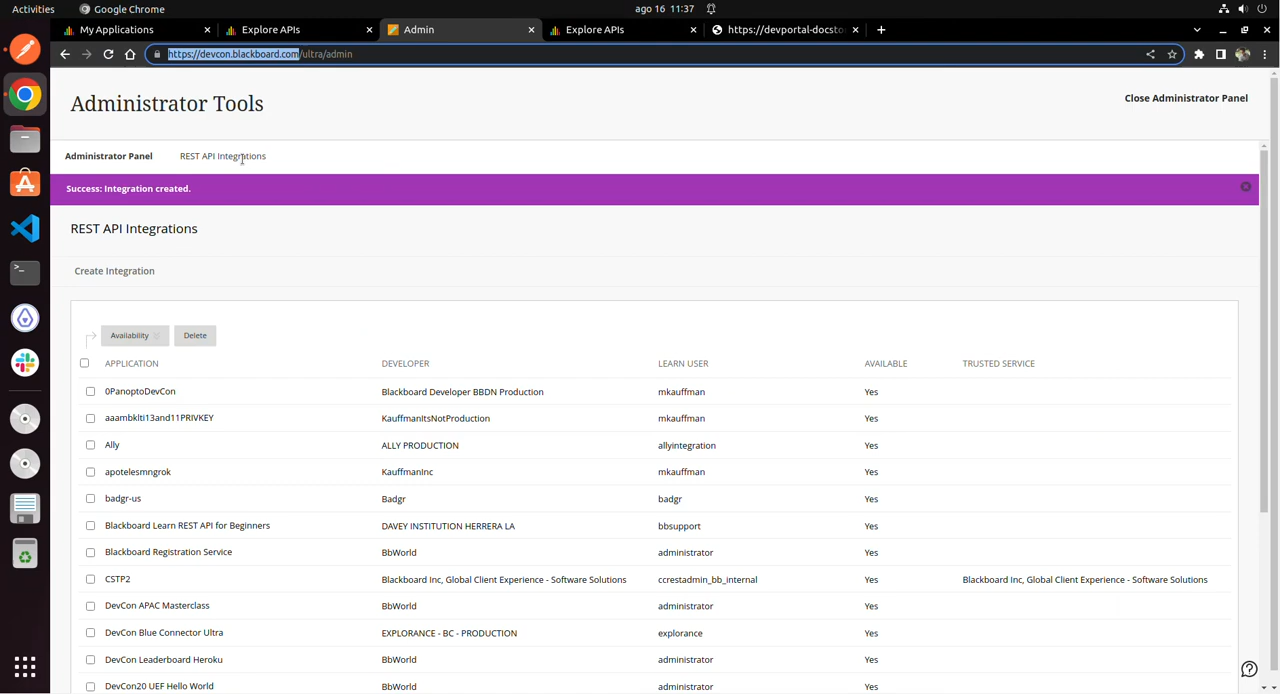 Activities
Google Chrome
ago 16 11:37
My Applications
Explore APIs
Admin
Explore APIs
https://devportal-docsto
https://devcon.blackboard.com/ultra/admin
Administrator Tools
Close Administrator Panel
Administrator Panel
REST API Integrations
Success: Integration created.
REST API Integrations
Create Integration
Availability
Delete
APPLICATION DEVELOPER LEARN USER AVAILABLE TRUSTED SERVICE
0PanoptoDevCon Blackboard Developer BBDN Production mkauffman Yes
aaambklti13and11PRIVKEY KauffmanItsNotProduction mkauffman Yes
Ally ALLY PRODUCTION allyintegration Yes
apotelesmngrok KauffmanInc mkauffman Yes
badgr-us Badgr badgr Yes
Blackboard Learn REST API for Beginners DAVEY INSTITUTION HERRERA LA bbsupport Yes
Blackboard Registration Service BbWorld administrator Yes
CSTP2 Blackboard Inc, Global Client Experience - Software Solutions ccrestadmin_bb_internal Yes Blackboard Inc, Global Client Experience - Software Solutions
DevCon APAC Masterclass BbWorld administrator Yes
DevCon Blue Connector Ultra EXPLORANCE - BC - PRODUCTION explorance Yes
DevCon Leaderboard Heroku BbWorld administrator Yes
DevCon20 UEF Hello World BbWorld administrator Yes